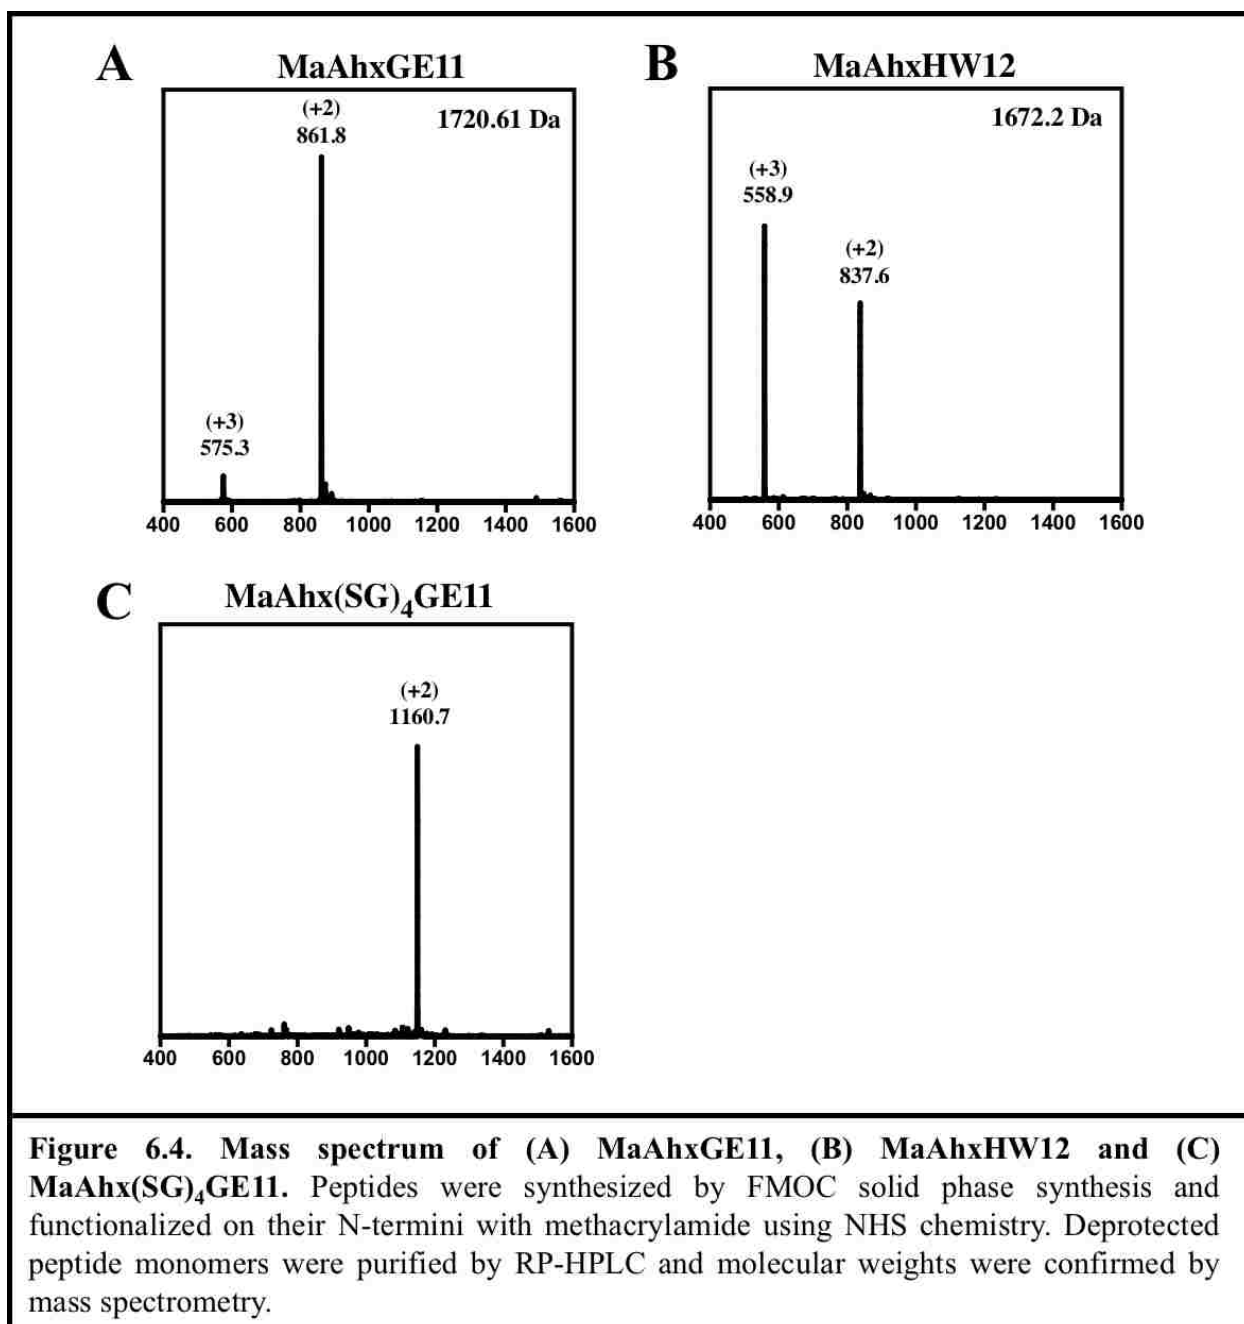 A
MaAhxGE11
(+2)
861.8
1720.61 Da
(+3)
575.3
400 600 800 1000 1200 1400 1600
B
MaAhxHW12
1672.2 Da
(+3)
558.9
(+2)
837.6
400 600 800 1000 1200 1400 1600
C
MaAhx(SG)₄GE11
(+2)
1160.7
400 600 800 1000 1200 1400 1600
Figure 6.4. Mass spectrum of (A) MaAhxGE11, (B) MaAhxHW12 and (C)
MaAhx(SG)₄GE11. Peptides were synthesized by FMOC solid phase synthesis and
functionalized on their N-termini with methacrylamide using NHS chemistry. Deprotected
peptide monomers were purified by RP-HPLC and molecular weights were confirmed by
mass spectrometry.